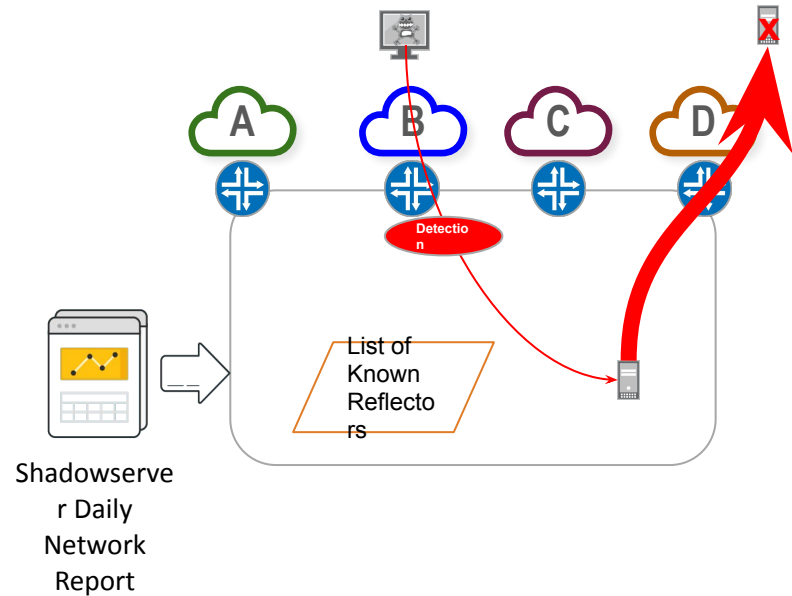 X
A
B
C
D
Detectio
n
List of
Known
Reflecto
rs
Shadowserve
r Daily
Network
Report